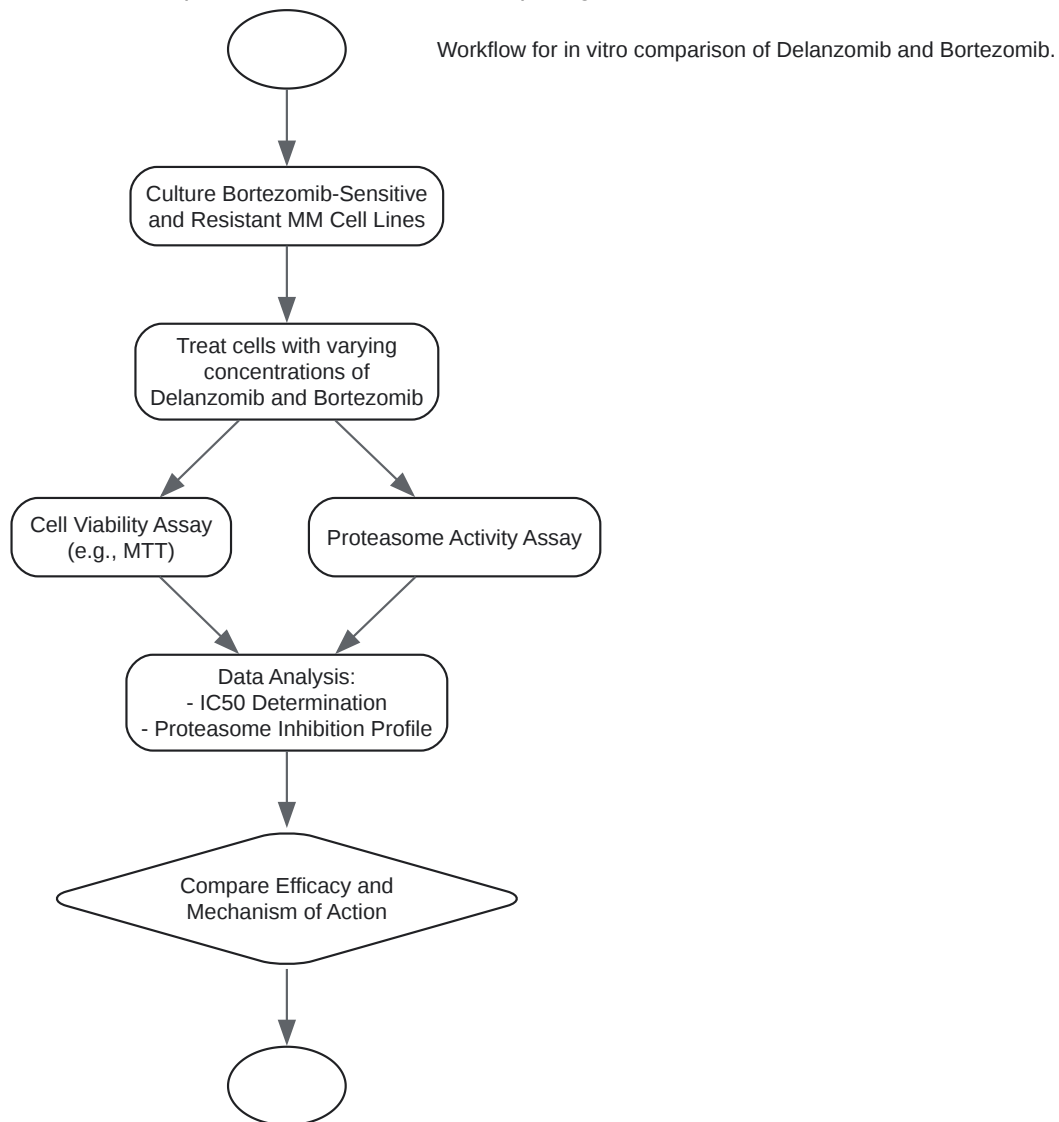 Workflow for in vitro comparison of Delanzomib and Bortezomib.
Culture Bortezomib-Sensitive
and Resistant MM Cell Lines
Treat cells with varying
concentrations of
Delanzomib and Bortezomib
Cell Viability Assay
(e.g., MTT)
Proteasome Activity Assay
Data Analysis:
- IC50 Determination
- Proteasome Inhibition Profile
Compare Efficacy and
Mechanism of Action